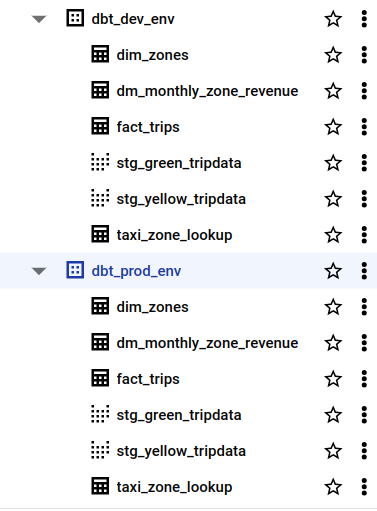 dbt_dev_env
dim_zones
dm_monthly_zone_revenue
fact_trips
stg_green_tripdata
stg_yellow_tripdata
taxi_zone_lookup
dbt_prod_env
dim_zones
dm_monthly_zone_revenue
fact_trips
stg_green_tripdata
stg_yellow_tripdata
taxi_zone_lookup